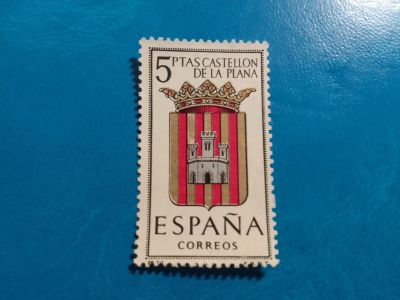 5 PTAS CASTELLON
DE LA PLANA
ESPAÑA
CORREOS